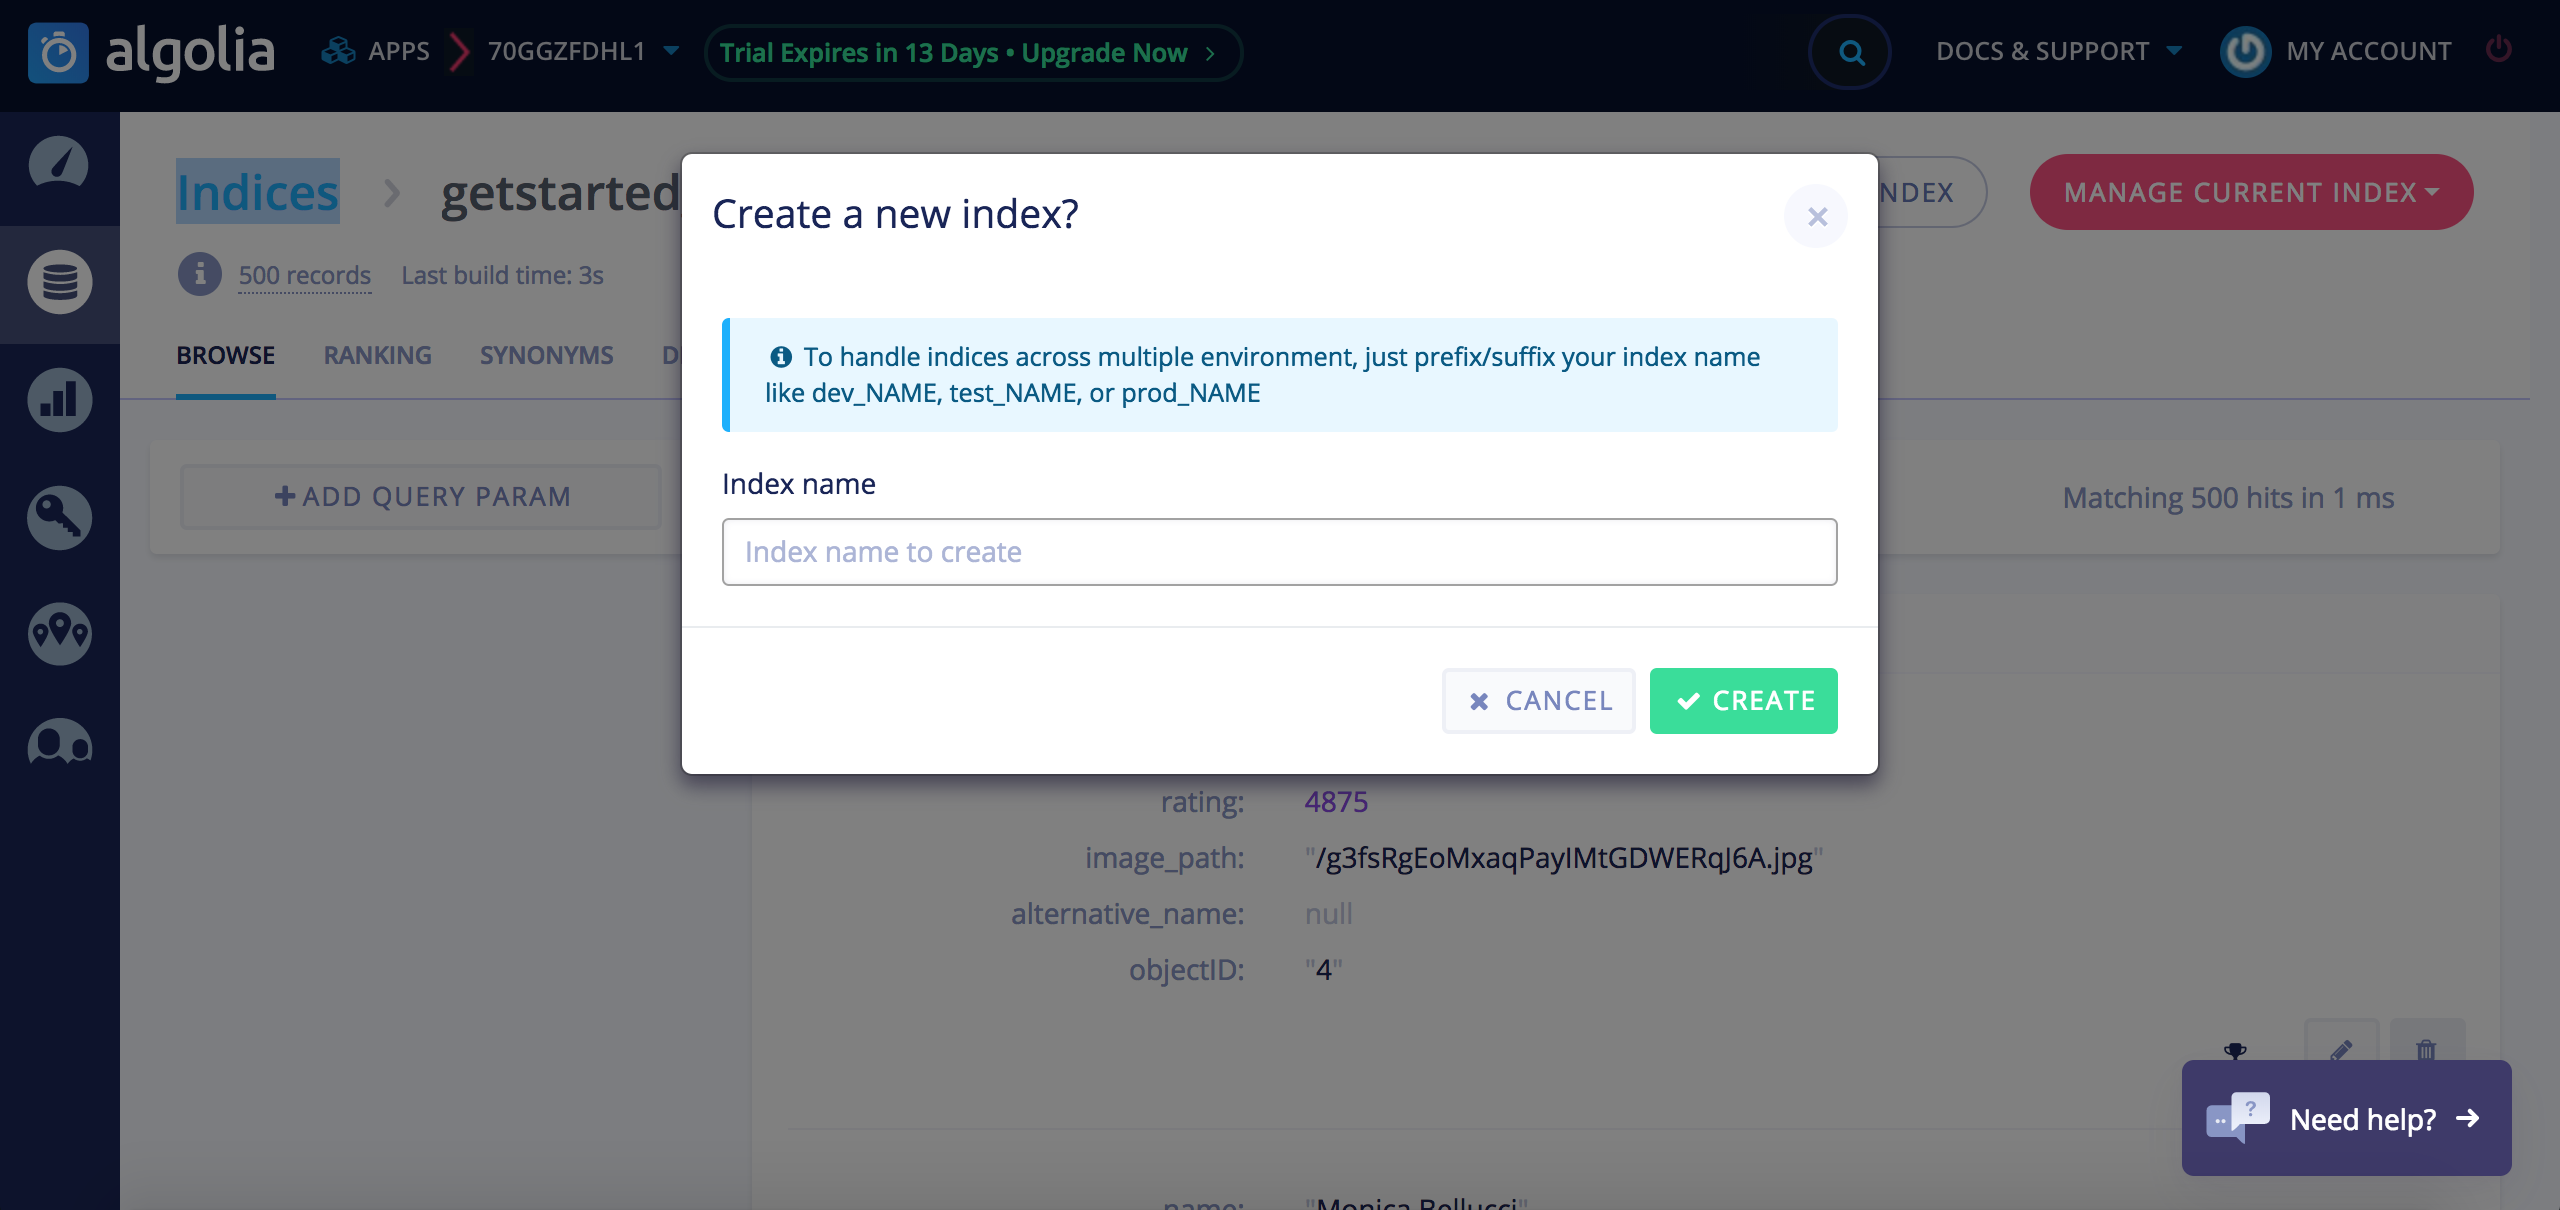 algolia APPS 70GGZFDHL1 Trial Expires in 13 Days • Upgrade Now DOCS & SUPPORT MY ACCOUNT
Indices getstarted NDEX MANAGE CURRENT INDEX
500 records Last build time: 3s
BROWSE RANKING SYNONYMS D
ADD QUERY PARAM
Matching 500 hits in 1 ms
Create a new index?
To handle indices across multiple environment, just prefix/suffix your index name
like dev_NAME, test_NAME, or prod_NAME
Index name
Index name to create
CANCEL CREATE
rating: 4875
image_path: "/g3fsRgEoMxaqPayIMtGDWERqJ6A.jpg"
alternative_name: null
objectID: "4"
Need help?
name: "Monica Bellucci"